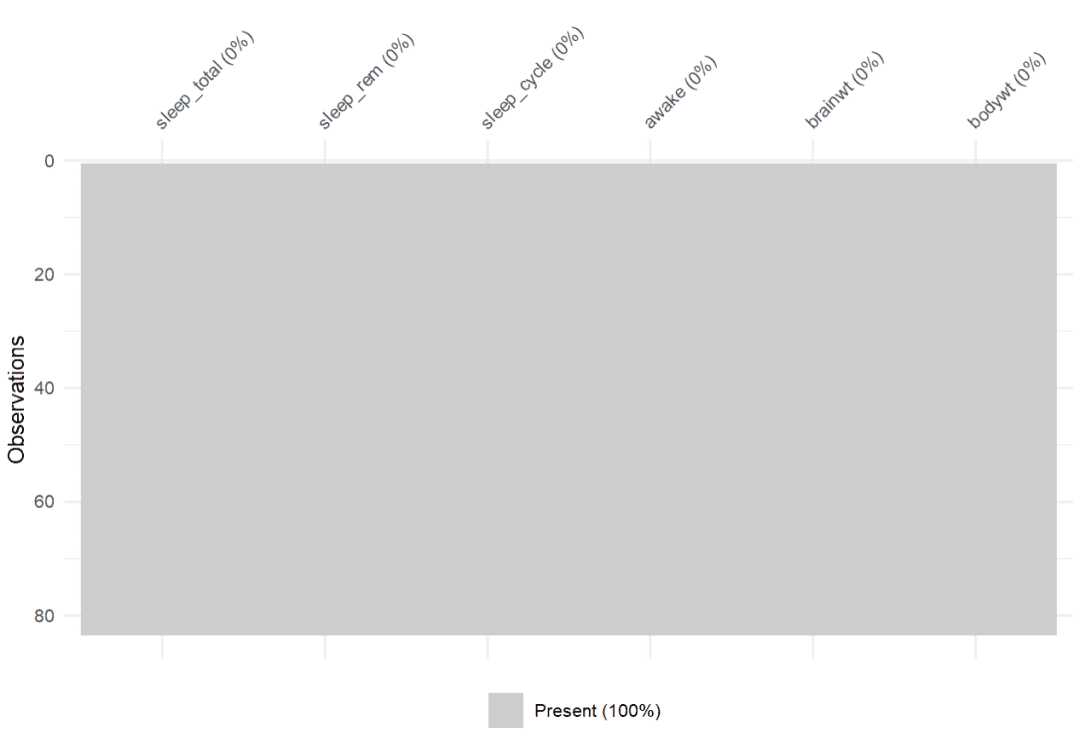 sleep_total (0%)
sleep_rem (0%)
sleep_cycle (0%)
awake (0%)
brainwt (0%)
bodywt (0%)
0
20
40
60
80
Observations
Present (100%)